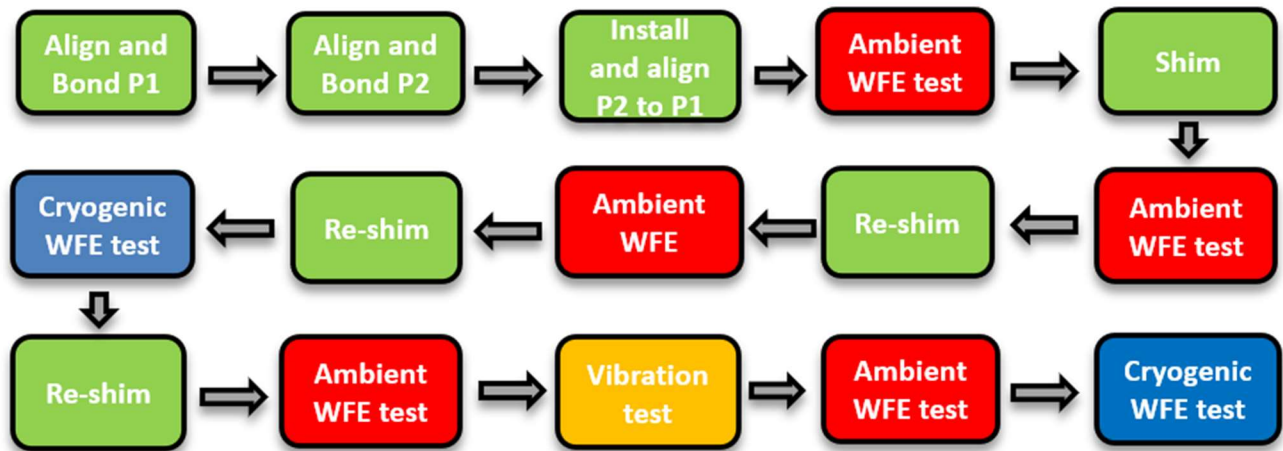 Align and
Bond P1
Align and
Bond P2
Install
and align
P2 to P1
Ambient
WFE test
Shim
Cryogenic
WFE test
Re-shim
Ambient
WFE
Re-shim
Ambient
WFE test
Re-shim
Ambient
WFE test
Vibration
test
Ambient
WFE test
Cryogenic
WFE test